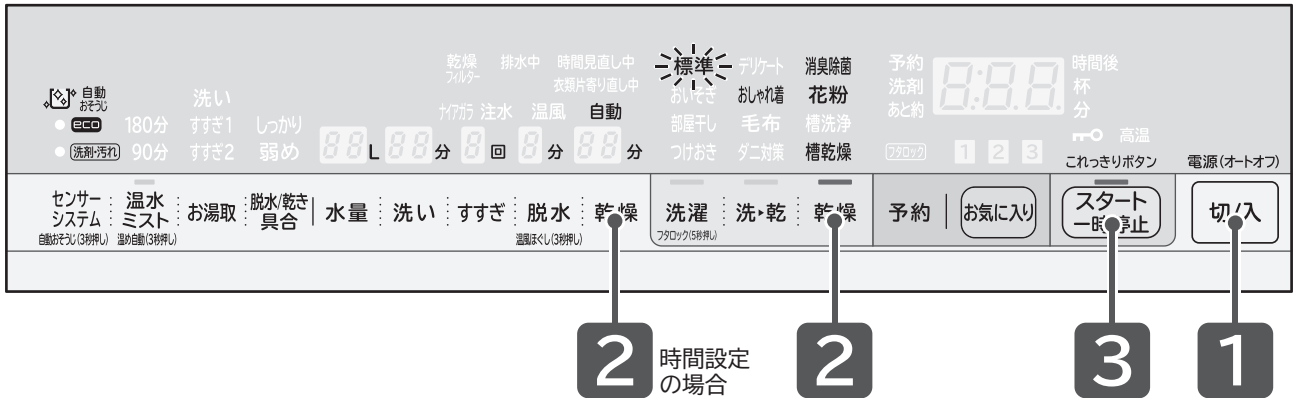 乾燥 排水中 時間見直し中
フィルター 衣類片寄り直し中
自動
おそうじ
洗い
eco 180分 すすぎ1 しっかり
洗剤・汚れ 90分 すすぎ2 弱め
ナイアガラ 注水 温風 自動
88 L 88 分 8 回 8 分 88 分
標準 デリケート 消臭除菌
おいそぎ おしゃれ着 花粉
部屋干し 毛布 槽洗浄
つけおき ダニ対策 槽乾燥
予約 8:88 時間後
洗剤 杯
あと約 分
高温
フタロック 1 2 3
これっきりボタン
電源(オートオフ)
センサー
システム
自動おそうじ(3秒押し)
温水
ミスト
温め自動(3秒押し)
お湯取
脱水/乾き
具合
水量
洗い
すすぎ
脱水
温風ほぐし(3秒押し)
乾燥
洗濯
フタロック(5秒押し)
洗・乾
乾燥
予約
お気に入り
スタート
一時停止
切/入
2 時間設定
の場合
2
3
1